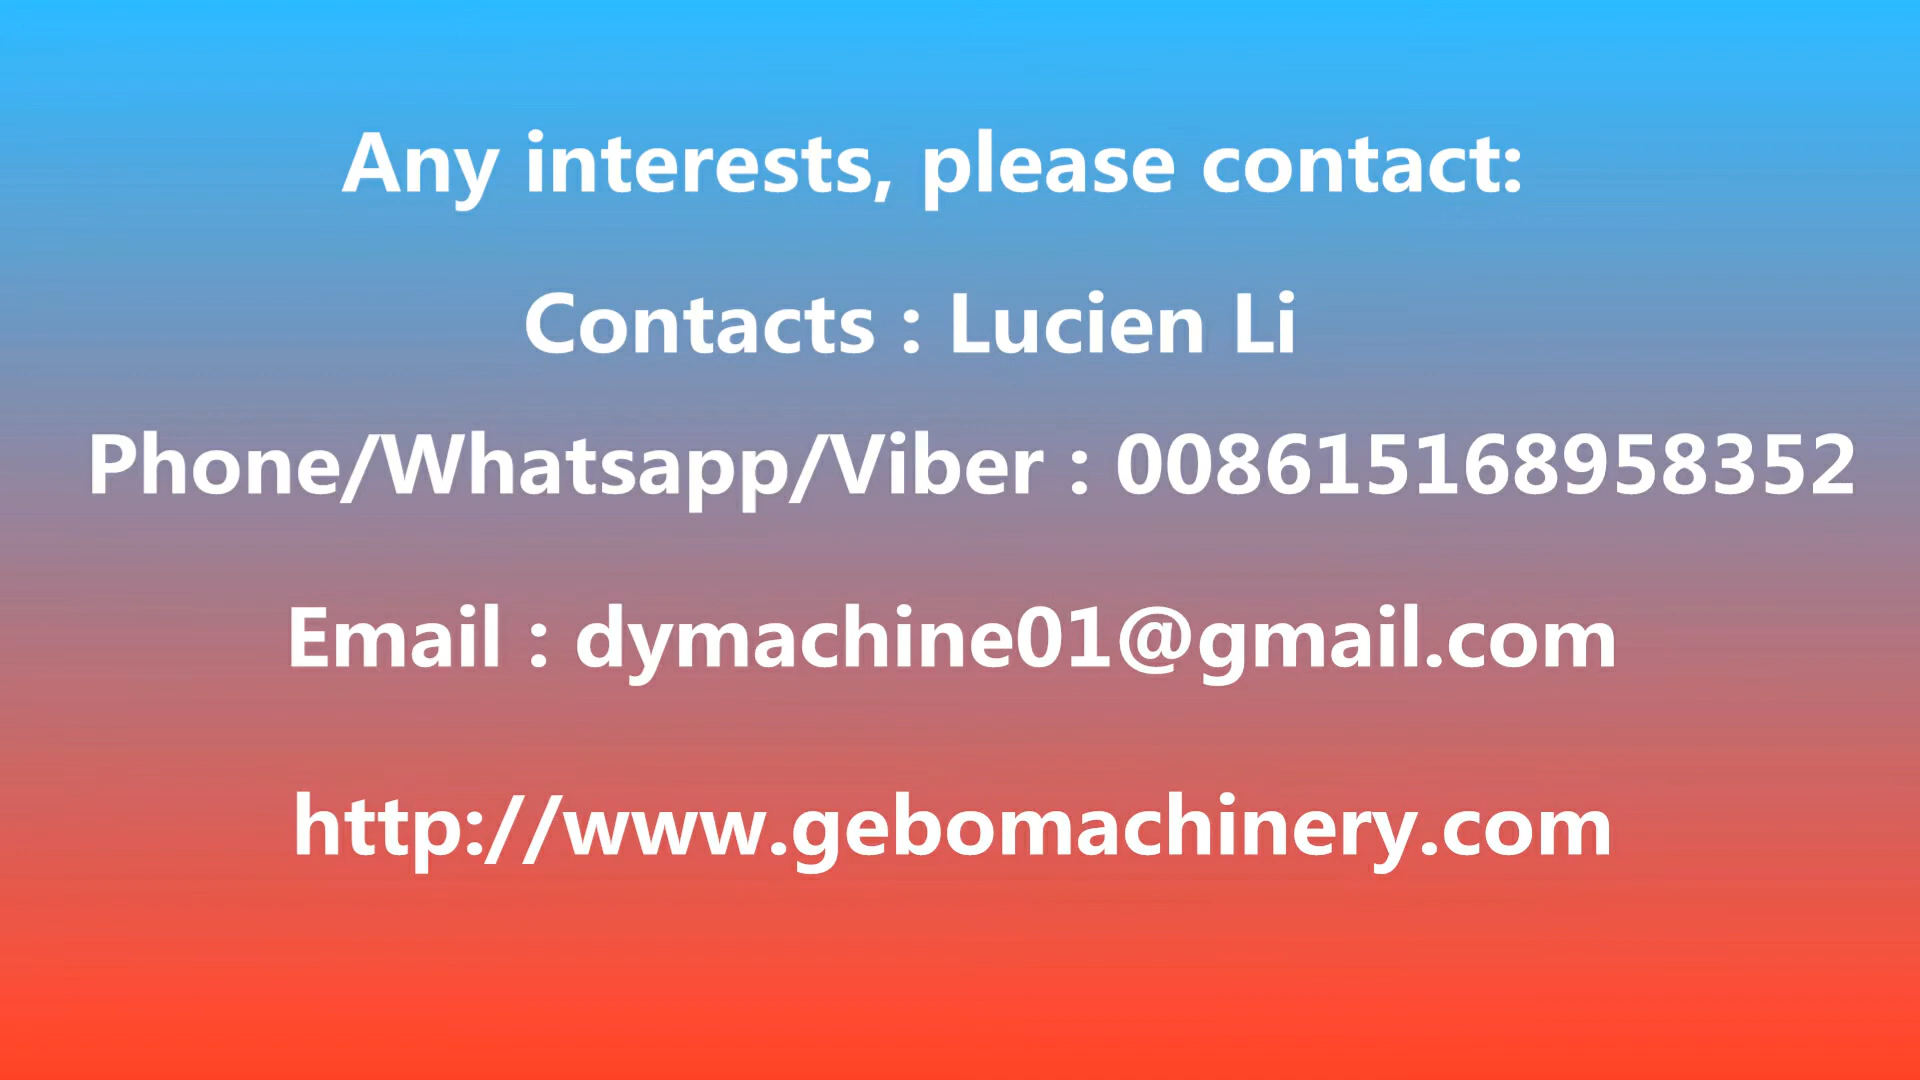 Any interests, please contact:
Contacts : Lucien Li
Phone/Whatsapp/Viber : 008615168958352
Email : dymachine01@gmail.com
http://www.gebomachinery.com